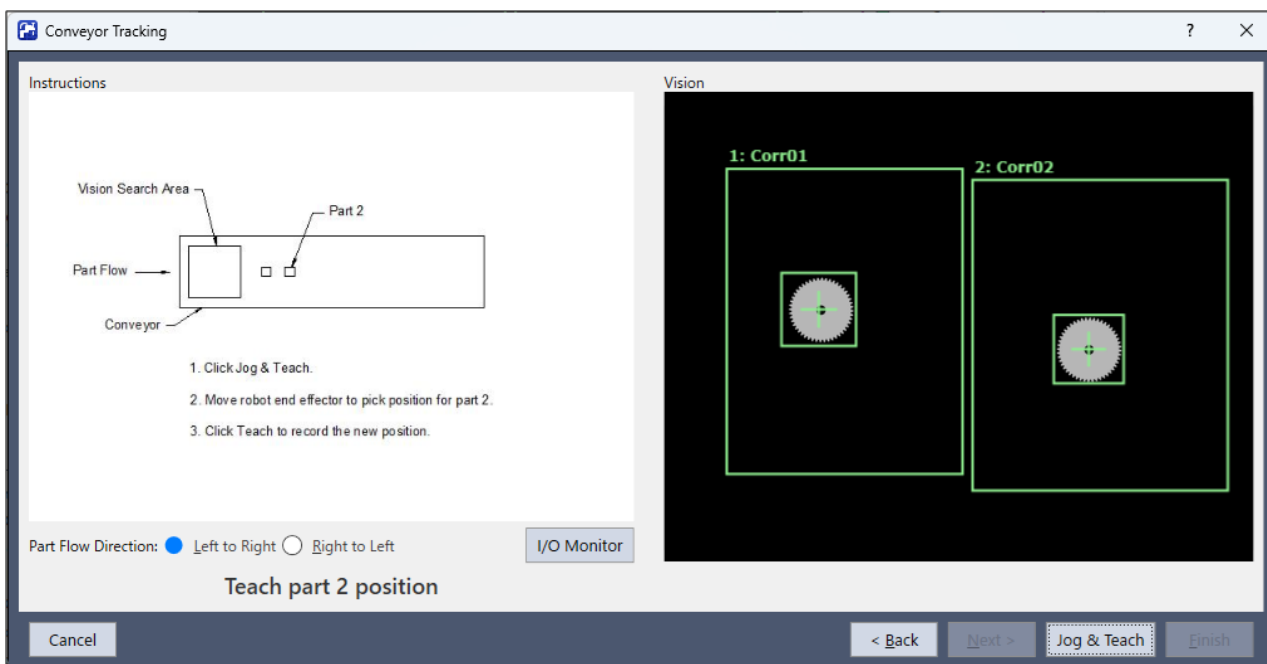 Conveyor Tracking
?
Instructions
Vision Search Area
Part 2
Part Flow
Conveyor
1. Click Jog & Teach.
2. Move robot end effector to pick position for part 2.
3. Click Teach to record the new position.
Part Flow Direction: Left to Right Right to Left
I/O Monitor
Teach part 2 position
Vision
1: Corr01
2: Corr02
Cancel
< Back
Next >
Jog & Teach
Finish